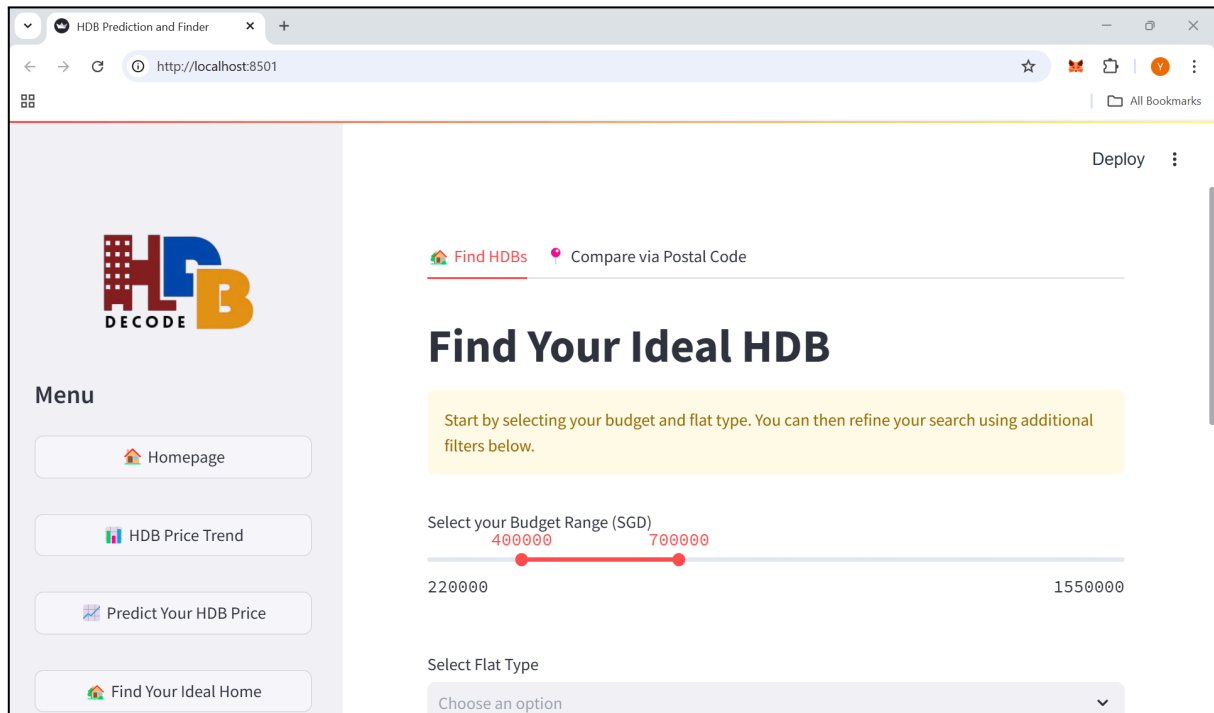 HDB Prediction and Finder
http://localhost:8501
Y
All Bookmarks
Deploy
HDB
DECODE
Menu
Homepage
HDB Price Trend
Predict Your HDB Price
Find Your Ideal Home
Find HDBs
Compare via Postal Code
Find Your Ideal HDB
Start by selecting your budget and flat type. You can then refine your search using additional
filters below.
Select your Budget Range (SGD)
400000 700000
220000 1550000
Select Flat Type
Choose an option